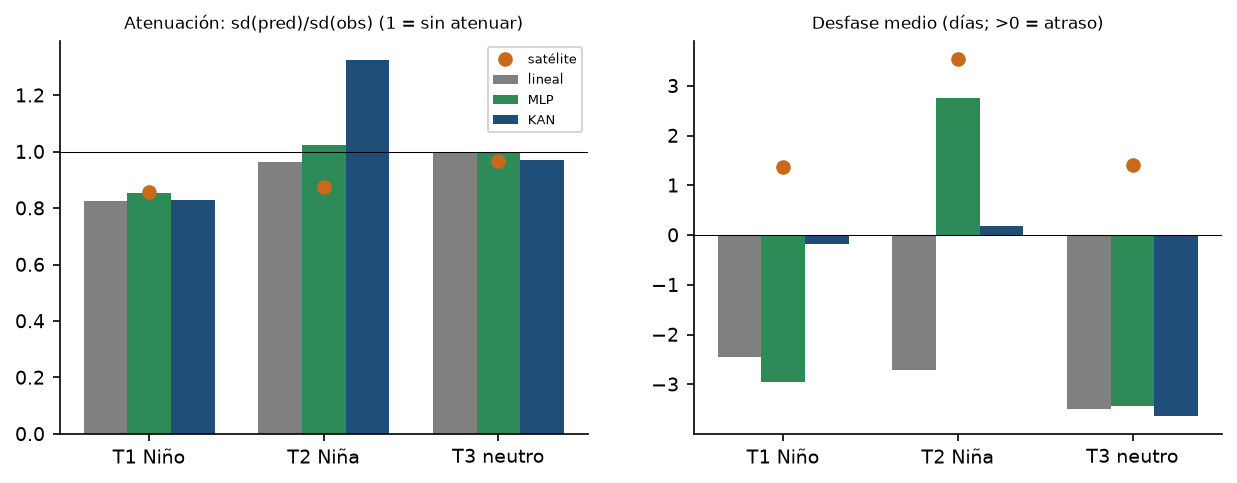 Atenuación: sd(pred)/sd(obs) (1 = sin atenuar)
satélite
lineal
MLP
KAN
1.2
1.0
0.8
0.6
0.4
0.2
0.0
T1 Niño
T2 Niña
T3 neutro
Desfase medio (días; >0 = atraso)
3
2
1
0
−1
−2
−3
T1 Niño
T2 Niña
T3 neutro